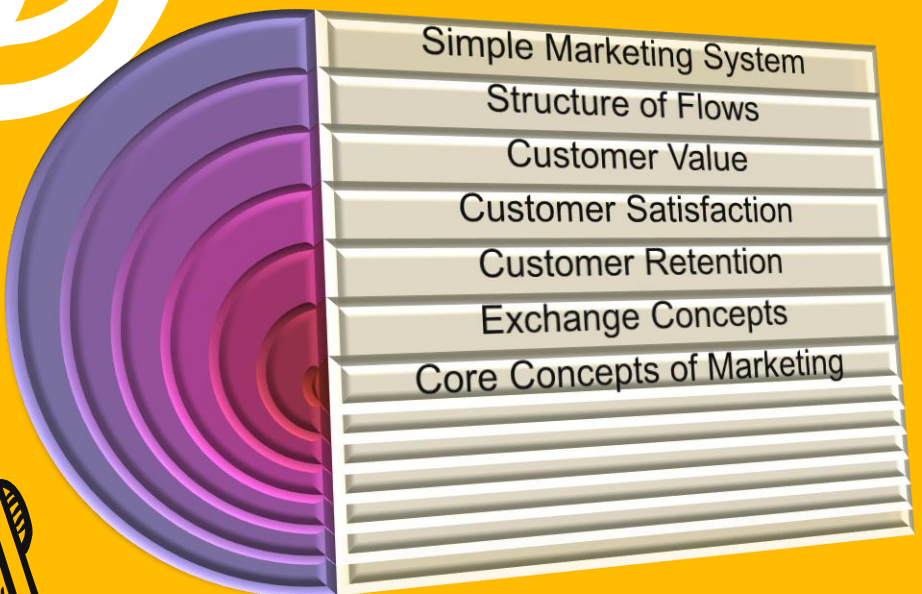 Simple Marketing System
Structure of Flows
Customer Value
Customer Satisfaction
Customer Retention
Exchange Concepts
Core Concepts of Marketing